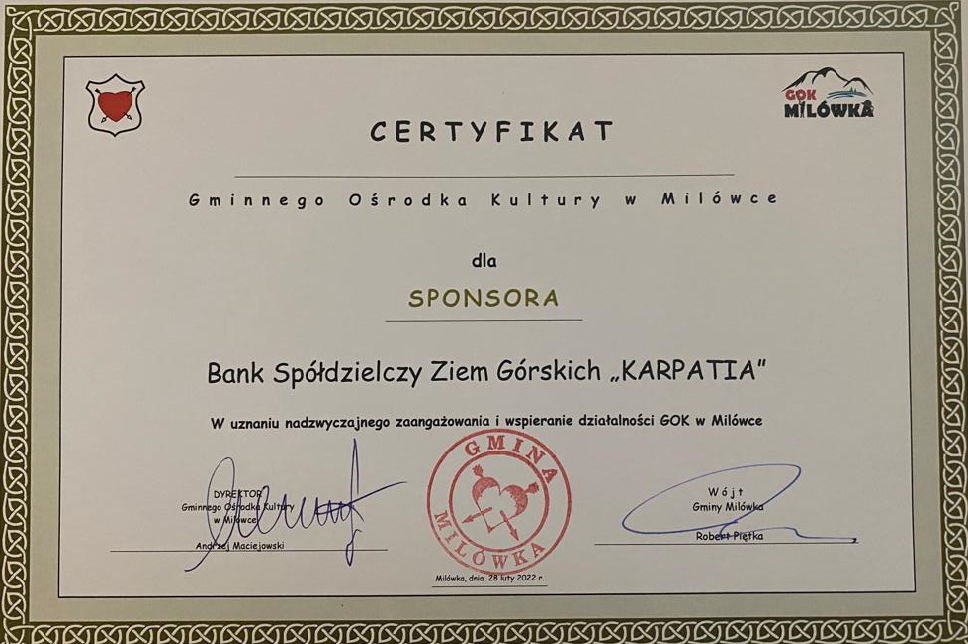 GOK
MILÓWKA
CERTYFIKAT
Gminnego Ośrodka Kultury w Milówce
dla
SPONSORA
Bank Spółdzielczy Ziem Górskich „KARPATIA”
W uznaniu nadzwyczajnego zaangażowania i wspieranie działalności GOK w Milówce
DYREKTOR
Gminnego Ośrodka Kultury
w Milówce
Andrzej Maciejowski
GMINA
MILÓWKA
Wójt
Gminy Milówka
Robert Piętka
Milówka, dnia 28 luty 2022 r.